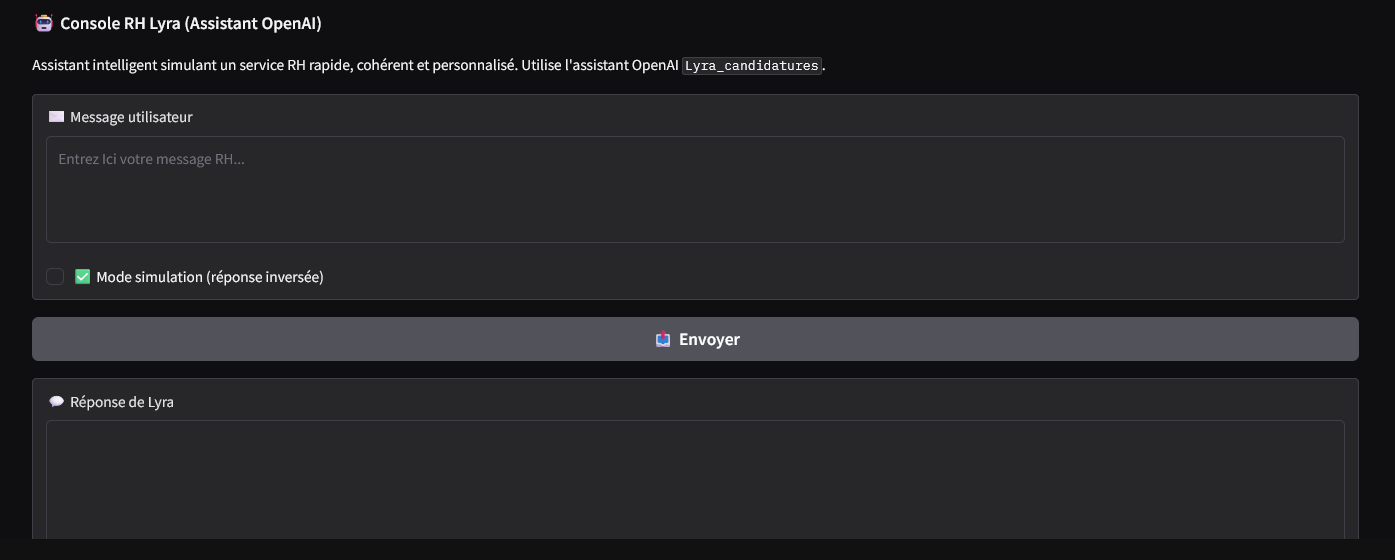 Console RH Lyra (Assistant OpenAI)
Assistant intelligent simulant un service RH rapide, cohérent et personnalisé. Utilise l'assistant OpenAI Lyra_candidatures.
Message utilisateur
Entrez Ici votre message RH...
Mode simulation (réponse inversée)
Envoyer
Réponse de Lyra